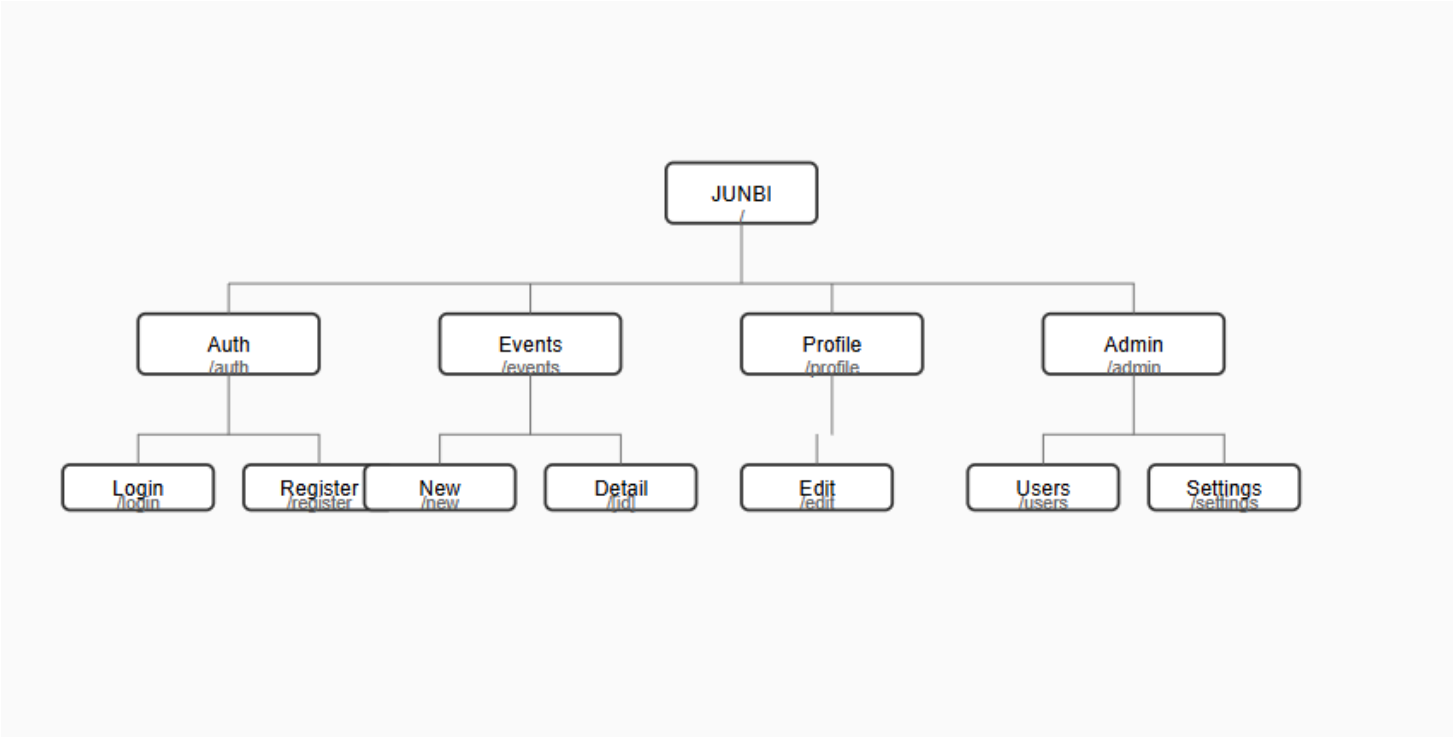 JUNBI
/
Auth
/auth
Events
/events
Profile
/profile
Admin
/admin
Login
/login
Register
/register
New
/new
Detail
/[id]
Edit
/edit
Users
/users
Settings
/settings